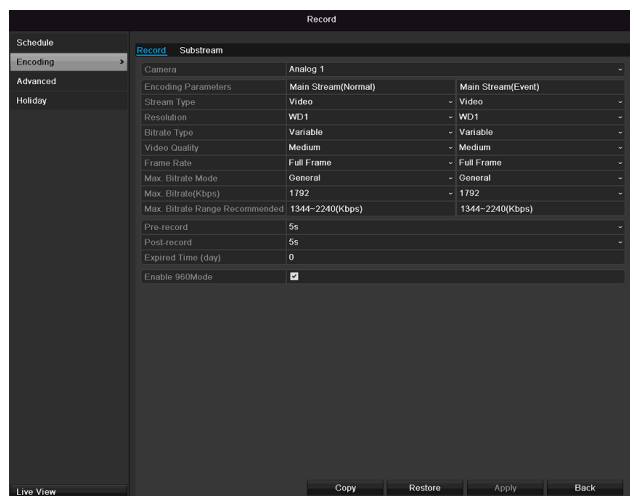 Record
Schedule
Encoding
Advanced
Holiday
Record Substream
Camera Analog 1
Encoding Parameters Main Stream(Normal) Main Stream(Event)
Stream Type Video Video
Resolution WD1 WD1
Bitrate Type Variable Variable
Video Quality Medium Medium
Frame Rate Full Frame Full Frame
Max. Bitrate Mode General General
Max. Bitrate(Kbps) 1792 1792
Max. Bitrate Range Recommended 1344~2240(Kbps) 1344~2240(Kbps)
Pre-record 5s
Post-record 5s
Expired Time (day) 0
Enable 960Mode
Live View Copy Restore Apply Back